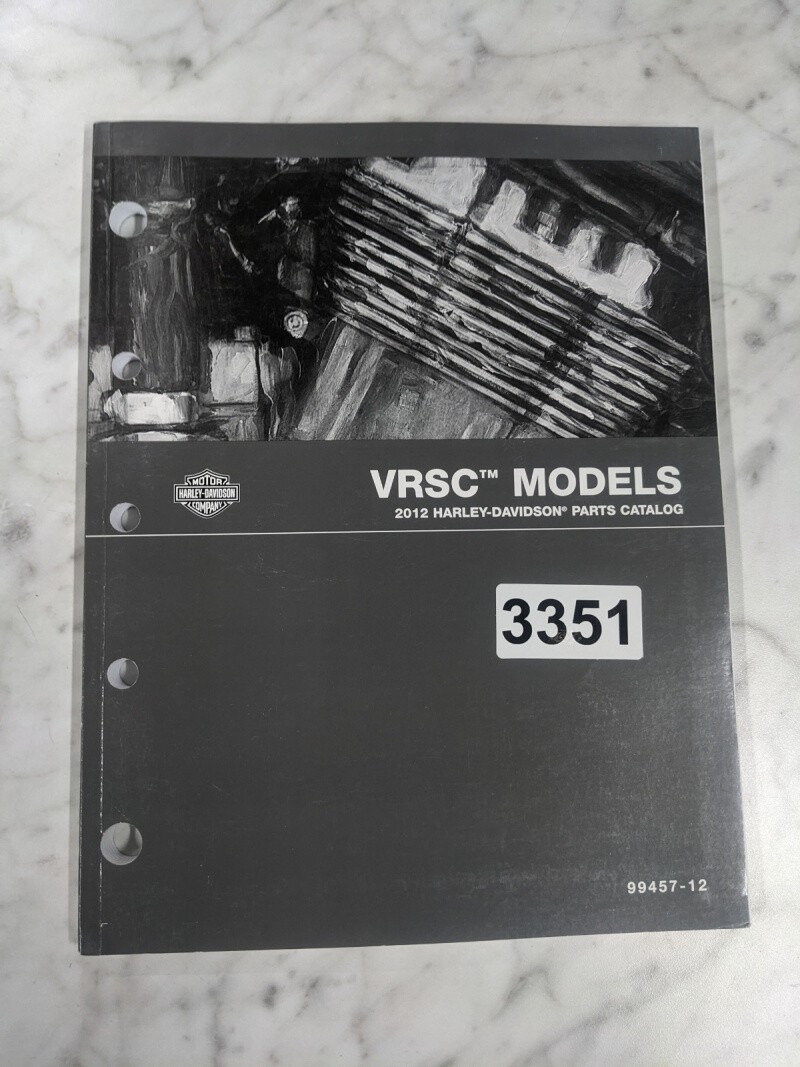 MOTOR
HARLEY-DAVIDSON
COMPANY
VRSC™ MODELS
2012 HARLEY-DAVIDSON® PARTS CATALOG
3351
99457-12